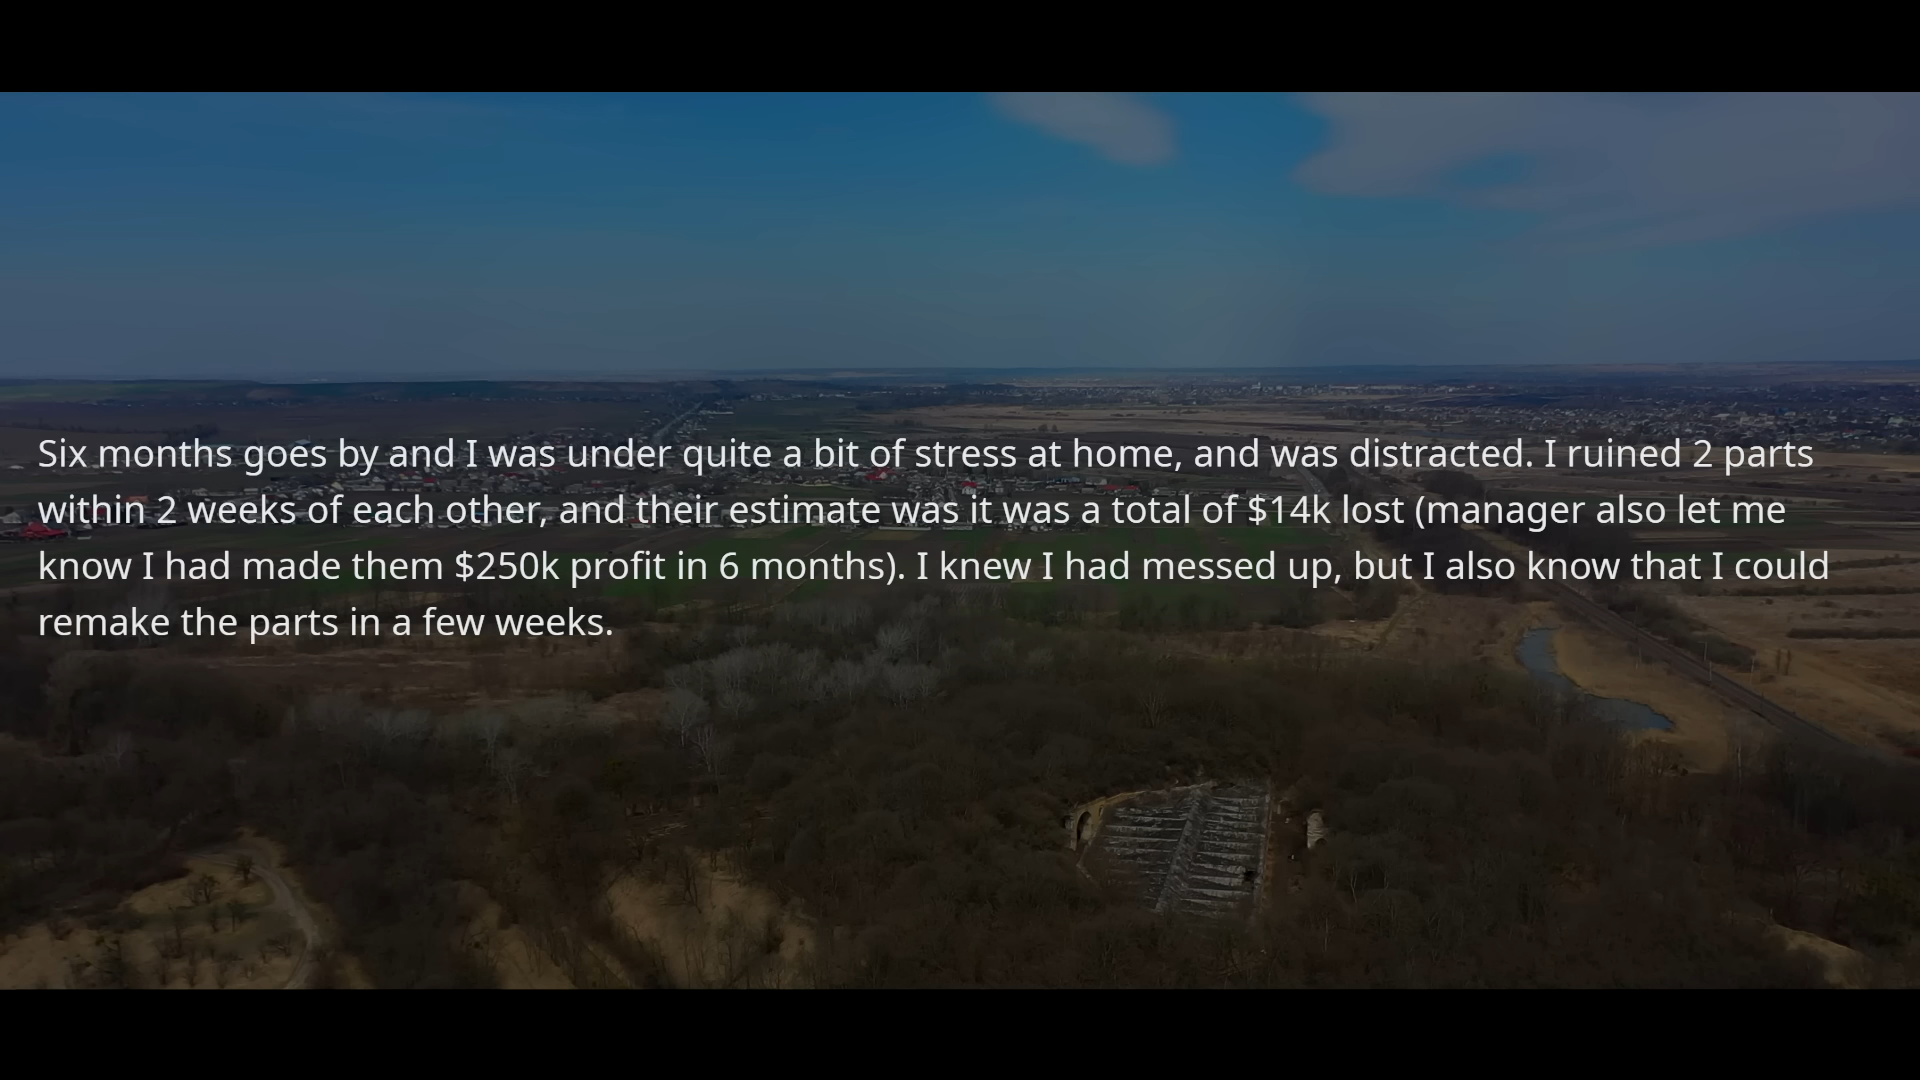 Six months goes by and I was under quite a bit of stress at home, and was distracted. I ruined 2 parts
within 2 weeks of each other, and their estimate was it was a total of $14k lost (manager also let me
know I had made them $250k profit in 6 months). I knew I had messed up, but I also know that I could
remake the parts in a few weeks.